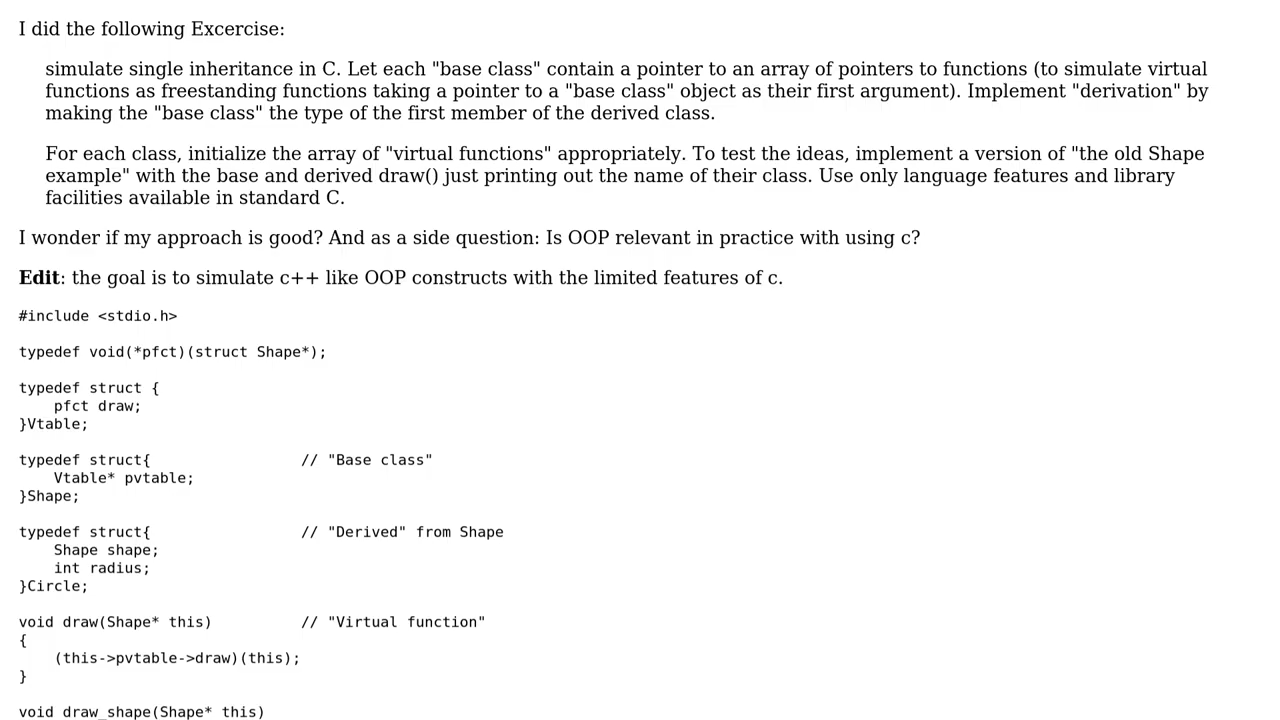 I did the following Excercise:
simulate single inheritance in C. Let each "base class" contain a pointer to an array of pointers to functions (to simulate virtual
functions as freestanding functions taking a pointer to a "base class" object as their first argument). Implement "derivation" by
making the "base class" the type of the first member of the derived class.
For each class, initialize the array of "virtual functions" appropriately. To test the ideas, implement a version of "the old Shape
example" with the base and derived draw() just printing out the name of their class. Use only language features and library
facilities available in standard C.
I wonder if my approach is good? And as a side question: Is OOP relevant in practice with using c?
Edit: the goal is to simulate c++ like OOP constructs with the limited features of c.
#include <stdio.h>
typedef void(*pfct)(struct Shape*);
typedef struct {
    pfct draw;
}Vtable;
typedef struct{                 // "Base class"
    Vtable* pvtable;
}Shape;
typedef struct{                 // "Derived" from Shape
    Shape shape;
    int radius;
}Circle;
void draw(Shape* this)          // "Virtual function"
{
    (this->pvtable->draw)(this);
}
void draw_shape(Shape* this)